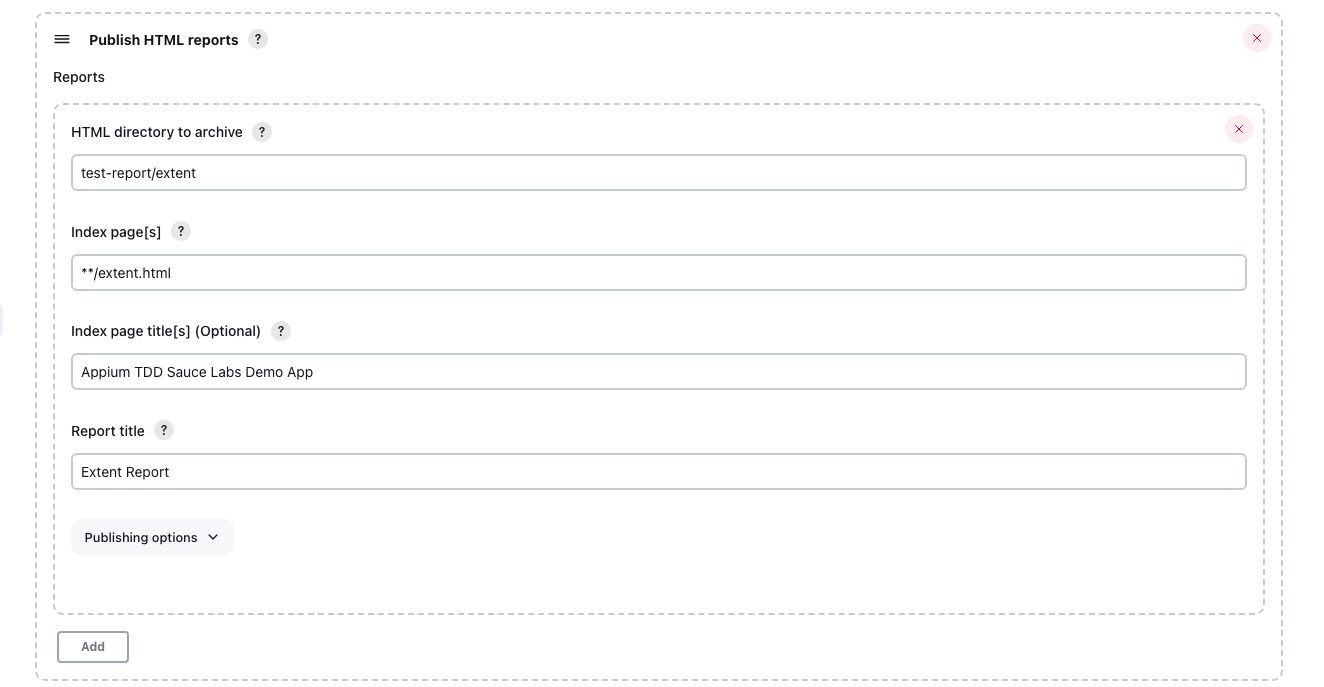 Publish HTML reports ?
Reports
HTML directory to archive ?
test-report/extent
Index page[s] ?
**/extent.html
Index page title[s] (Optional) ?
Appium TDD Sauce Labs Demo App
Report title ?
Extent Report
Publishing options
Add